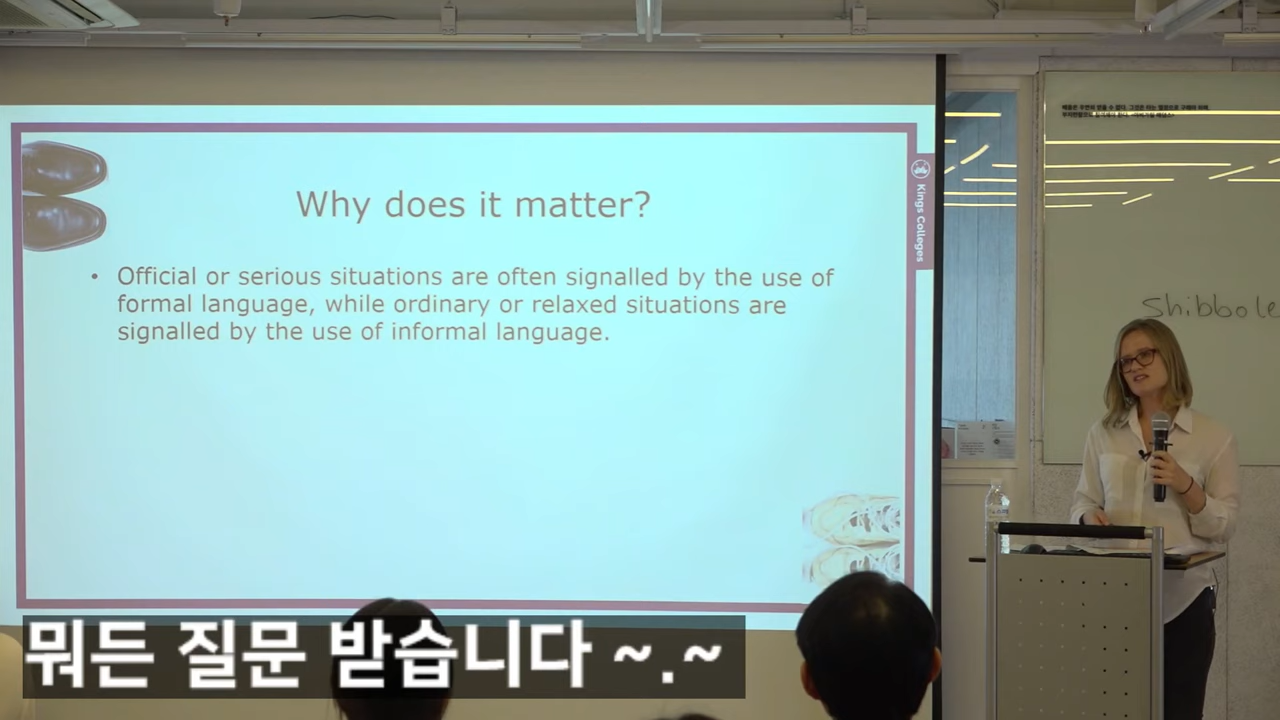 Why does it matter?
• Official or serious situations are often signalled by the use of
formal language, while ordinary or relaxed situations are
signalled by the use of informal language.
Kings Colleges
Shibbole
뭐든 질문 받습니다 ~.~